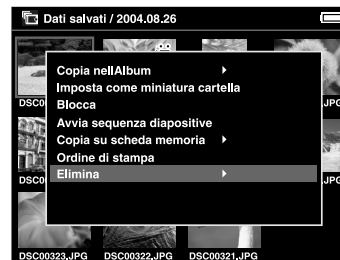 Dati salvati / 2004.08.26
Copia nell'Album
Imposta come miniatura cartella
Blocca
Avvia sequenza diapositive
Copia su scheda memoria
Ordine di stampa
Elimina
DSC00323,JPG DSC00322,JPG DSC00321,JPG